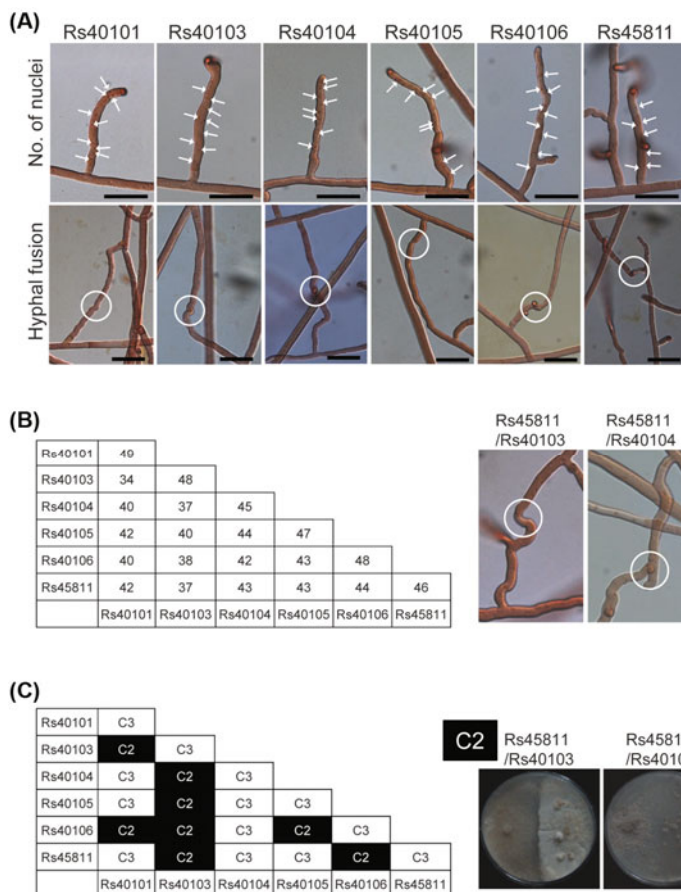 (A)
Rs40101 Rs40103 Rs40104 Rs40105 Rs40106 Rs45811
No. of nuclei
Hyphal fusion
(B)
Rs40101 49
Rs40103 34 48
Rs40104 40 37 45
Rs40105 42 40 44 47
Rs40106 40 38 42 43 48
Rs45811 42 37 43 43 44 46
Rs40101 Rs40103 Rs40104 Rs40105 Rs40106 Rs45811
Rs45811 Rs45811
/Rs40103 /Rs40104
(C)
Rs40101 C3
Rs40103 C2 C3
Rs40104 C3 C2 C3
Rs40105 C3 C2 C3 C3
Rs40106 C2 C2 C3 C2 C3
Rs45811 C3 C2 C3 C3 C2 C3
Rs40101 Rs40103 Rs40104 Rs40105 Rs40106 Rs45811
C2
Rs45811
/Rs40103